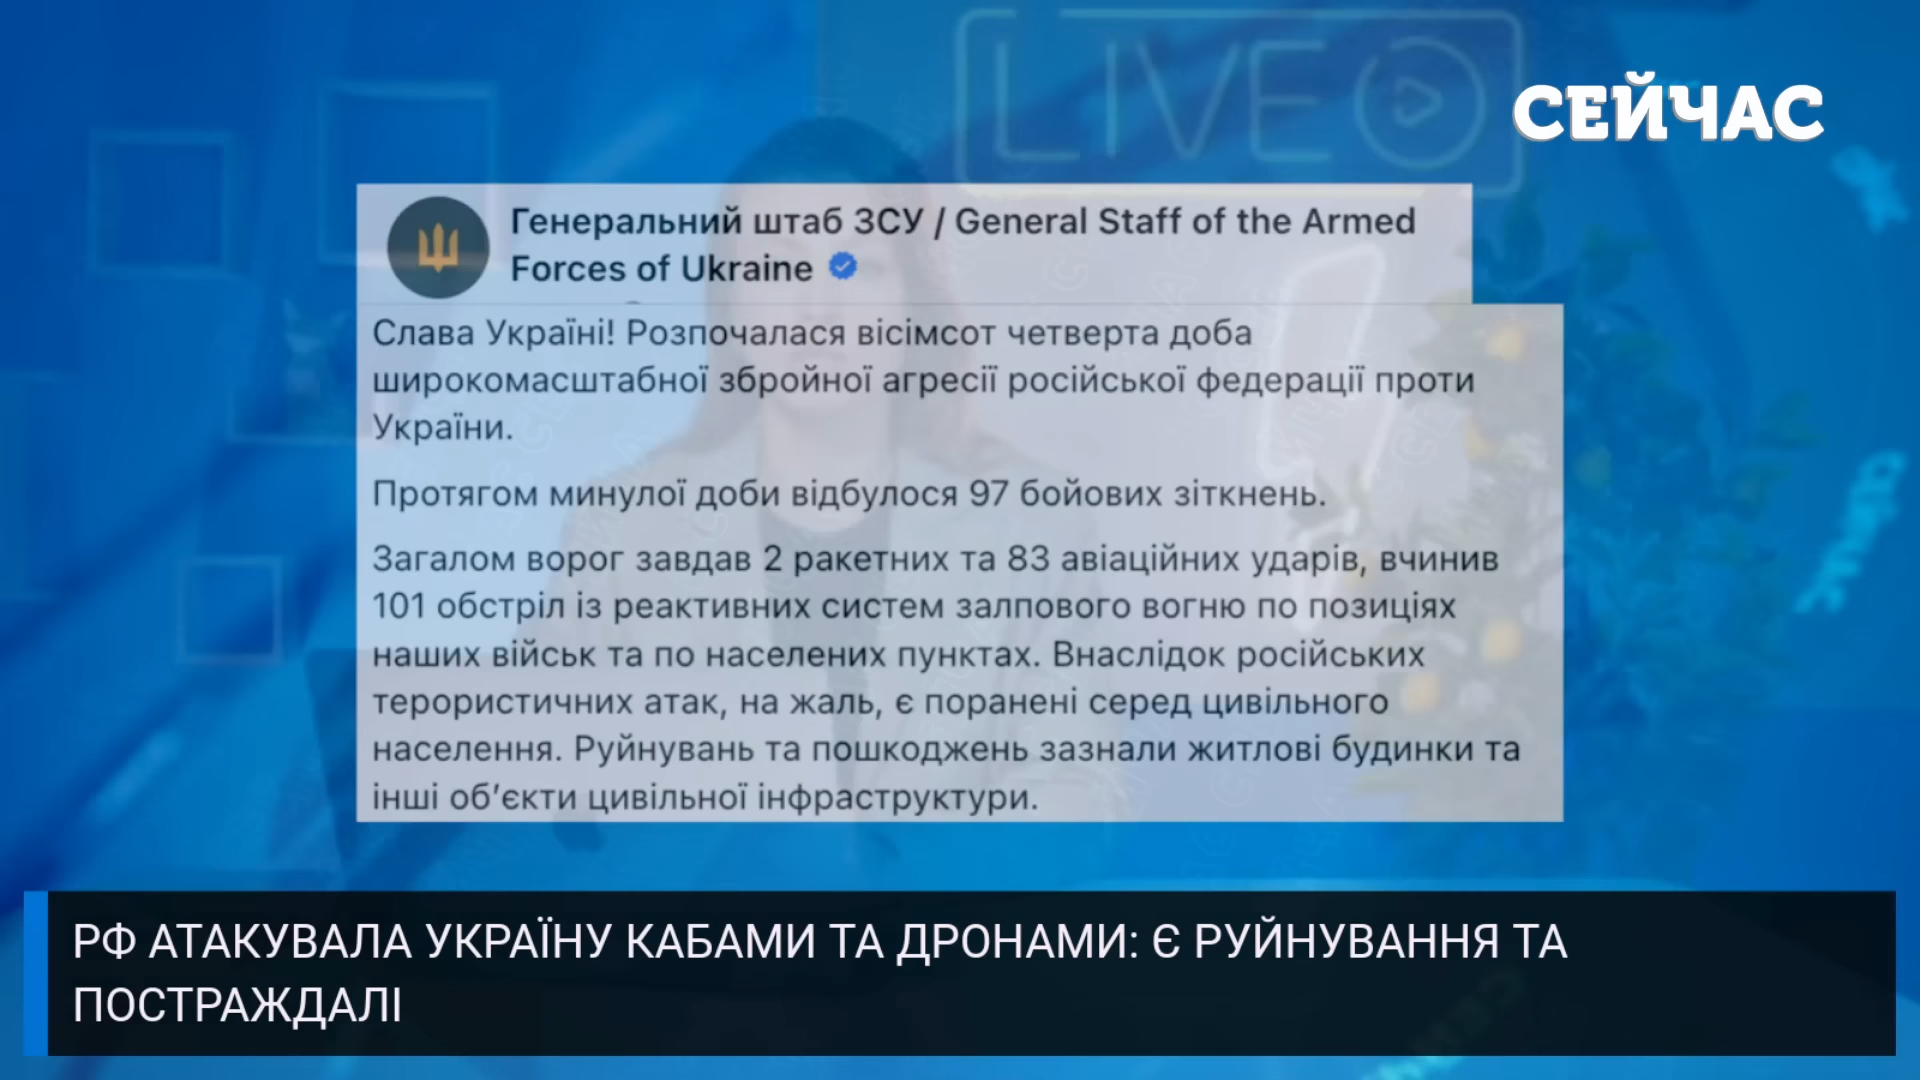 LIVE
СЕЙЧАС
Генеральний штаб ЗСУ / General Staff of the Armed
Forces of Ukraine
Слава Україні! Розпочалася вісімсот четверта доба
широкомасштабної збройної агресії російської федерації проти
України.
Протягом минулої доби відбулося 97 бойових зіткнень.
Загалом ворог завдав 2 ракетних та 83 авіаційних ударів, вчинив
101 обстріл із реактивних систем залпового вогню по позиціях
наших військ та по населених пунктах. Внаслідок російських
терористичних атак, на жаль, є поранені серед цивільного
населення. Руйнувань та пошкоджень зазнали житлові будинки та
інші об’єкти цивільної інфраструктури.
РФ АТАКУВАЛА УКРАЇНУ КАБАМИ ТА ДРОНАМИ: Є РУЙНУВАННЯ ТА
ПОСТРАЖДАЛІ